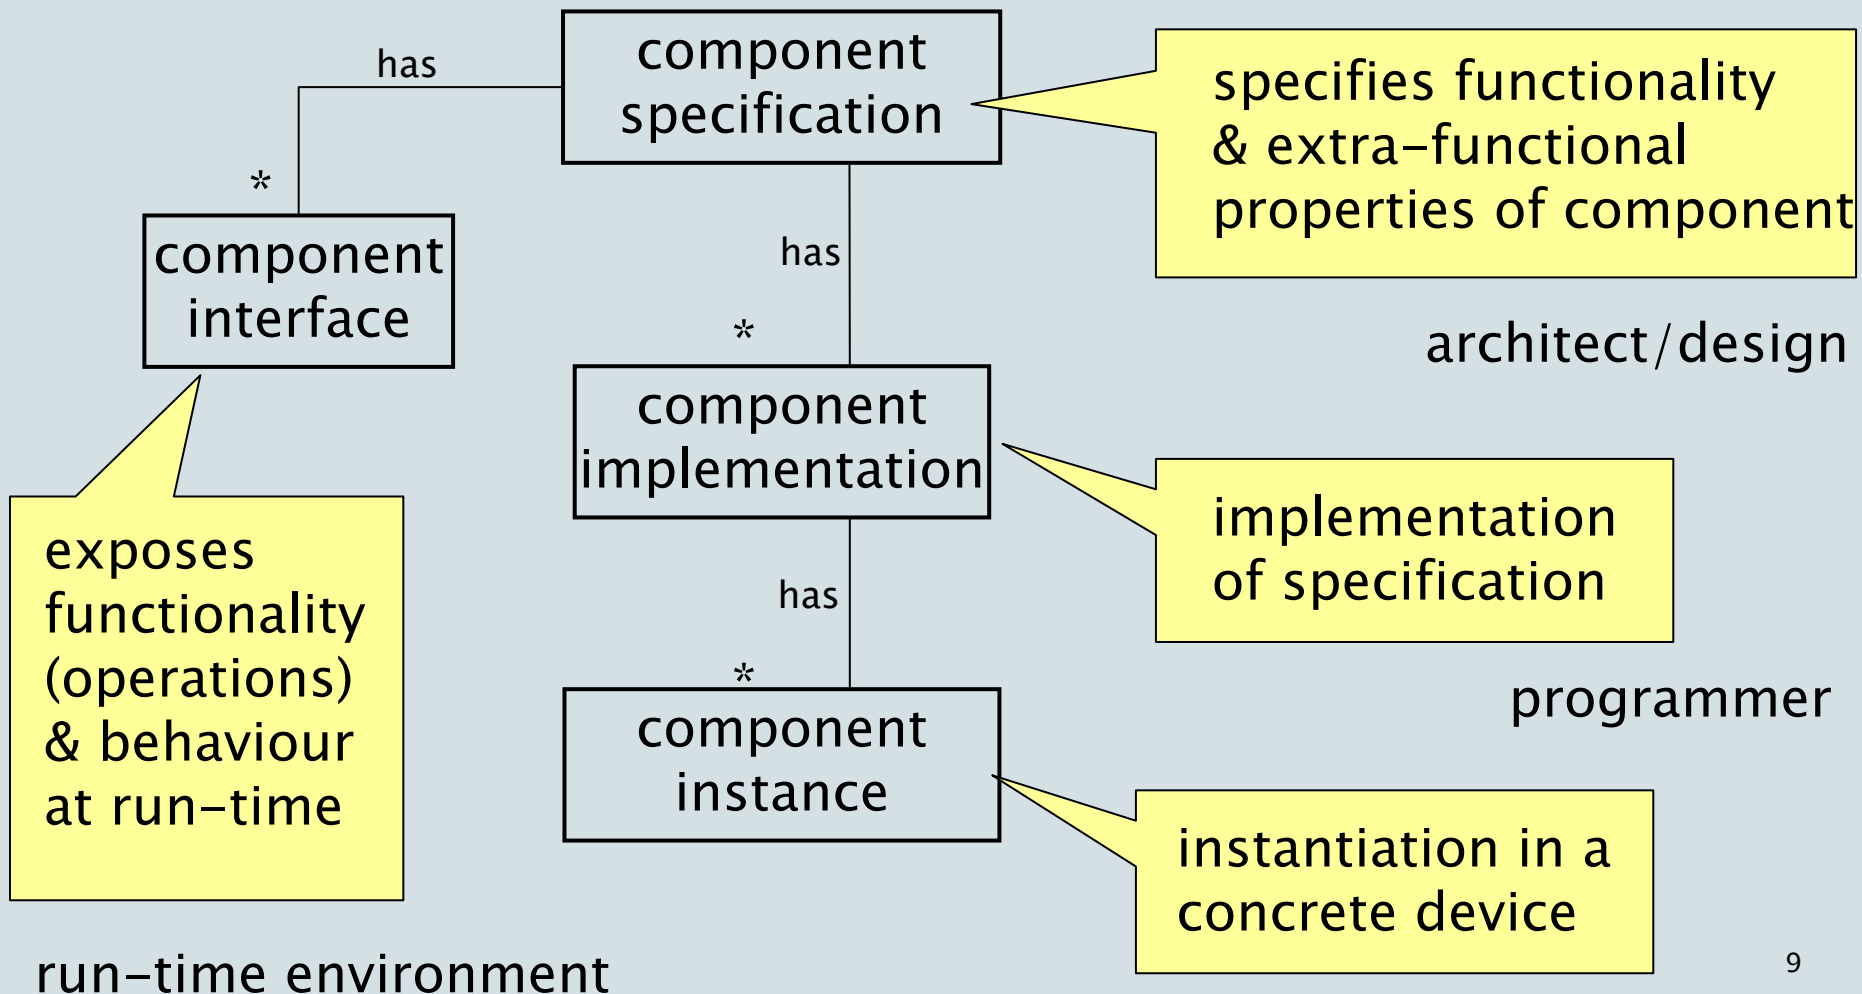 has
component
specification
specifies functionality
& extra-functional
properties of component
*
component
interface
has
*
architect/design
component
implementation
implementation
of specification
exposes
functionality
(operations)
& behaviour
at run-time
has
*
programmer
component
instance
instantiation in a
concrete device
run-time environment
9